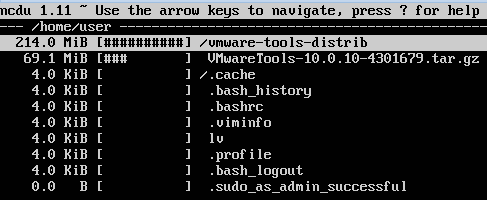 ncdu 1.11 ~ Use the arrow keys to navigate, press ? for help
--- /home/user ---
214.0 MiB [##########] /vmware-tools-distrib
69.1 MiB [###       ]  VMwareTools-10.0.10-4301679.tar.gz
4.0 KiB [          ] /.cache
4.0 KiB [          ]  .bash_history
4.0 KiB [          ]  .bashrc
4.0 KiB [          ]  .viminfo
4.0 KiB [          ]  lv
4.0 KiB [          ]  .profile
4.0 KiB [          ]  .bash_logout
0.0   B [          ]  .sudo_as_admin_successful